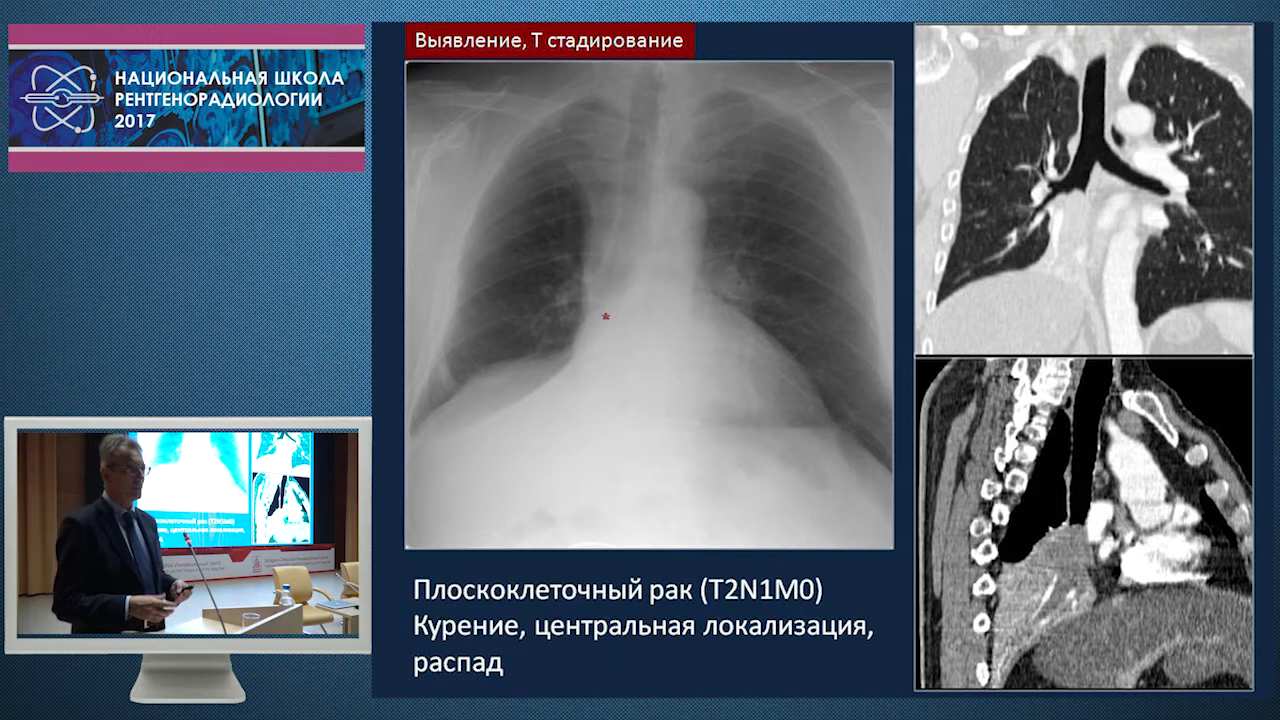 НАЦИОНАЛЬНАЯ ШКОЛА
РЕНТГЕНОРАДИОЛОГИИ
2017
Выявление, Т стадирование
Плоскоклеточный рак (T2N1M0)
Курение, центральная локализация,
распад